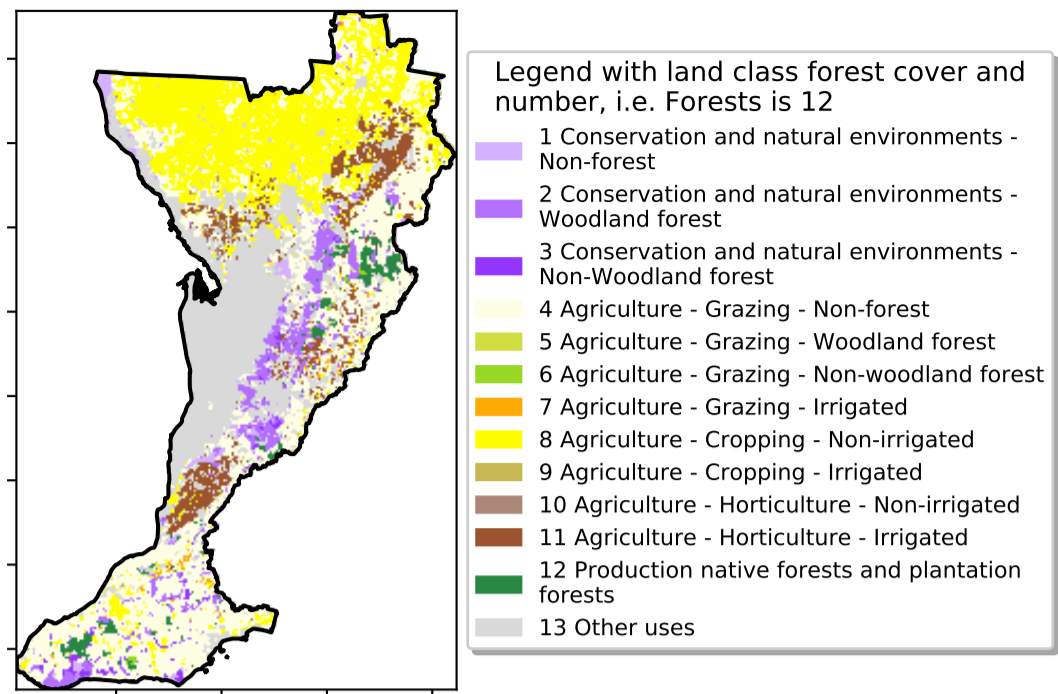 Legend with land class forest cover and
number, i.e. Forests is 12
1 Conservation and natural environments -
Non-forest
2 Conservation and natural environments -
Woodland forest
3 Conservation and natural environments -
Non-Woodland forest
4 Agriculture - Grazing - Non-forest
5 Agriculture - Grazing - Woodland forest
6 Agriculture - Grazing - Non-woodland forest
7 Agriculture - Grazing - Irrigated
8 Agriculture - Cropping - Non-irrigated
9 Agriculture - Cropping - Irrigated
10 Agriculture - Horticulture - Non-irrigated
11 Agriculture - Horticulture - Irrigated
12 Production native forests and plantation
forests
13 Other uses